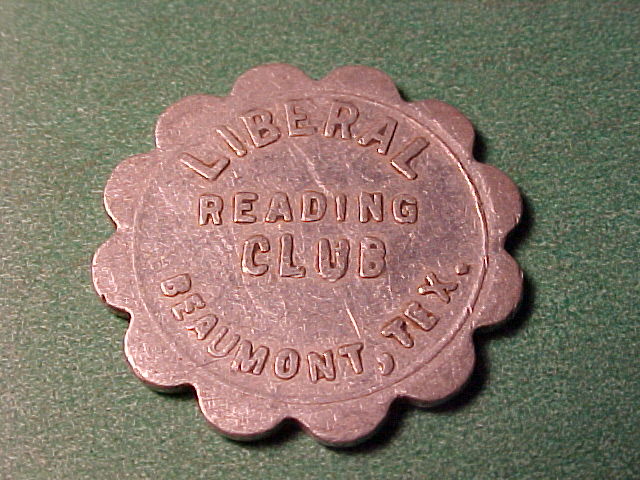 LIBERAL
READING
CLUB
BEAUMONT, TEX.